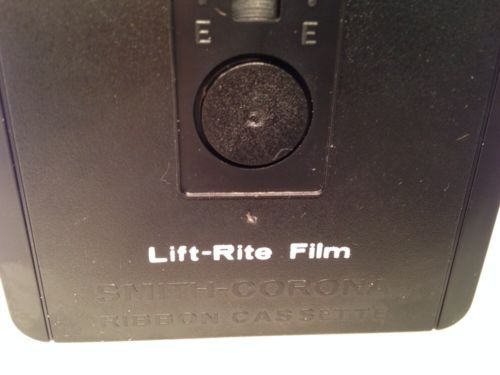 E E
Lift-Rite Film
SMITH-CORONA
RIBBON CASSETTE